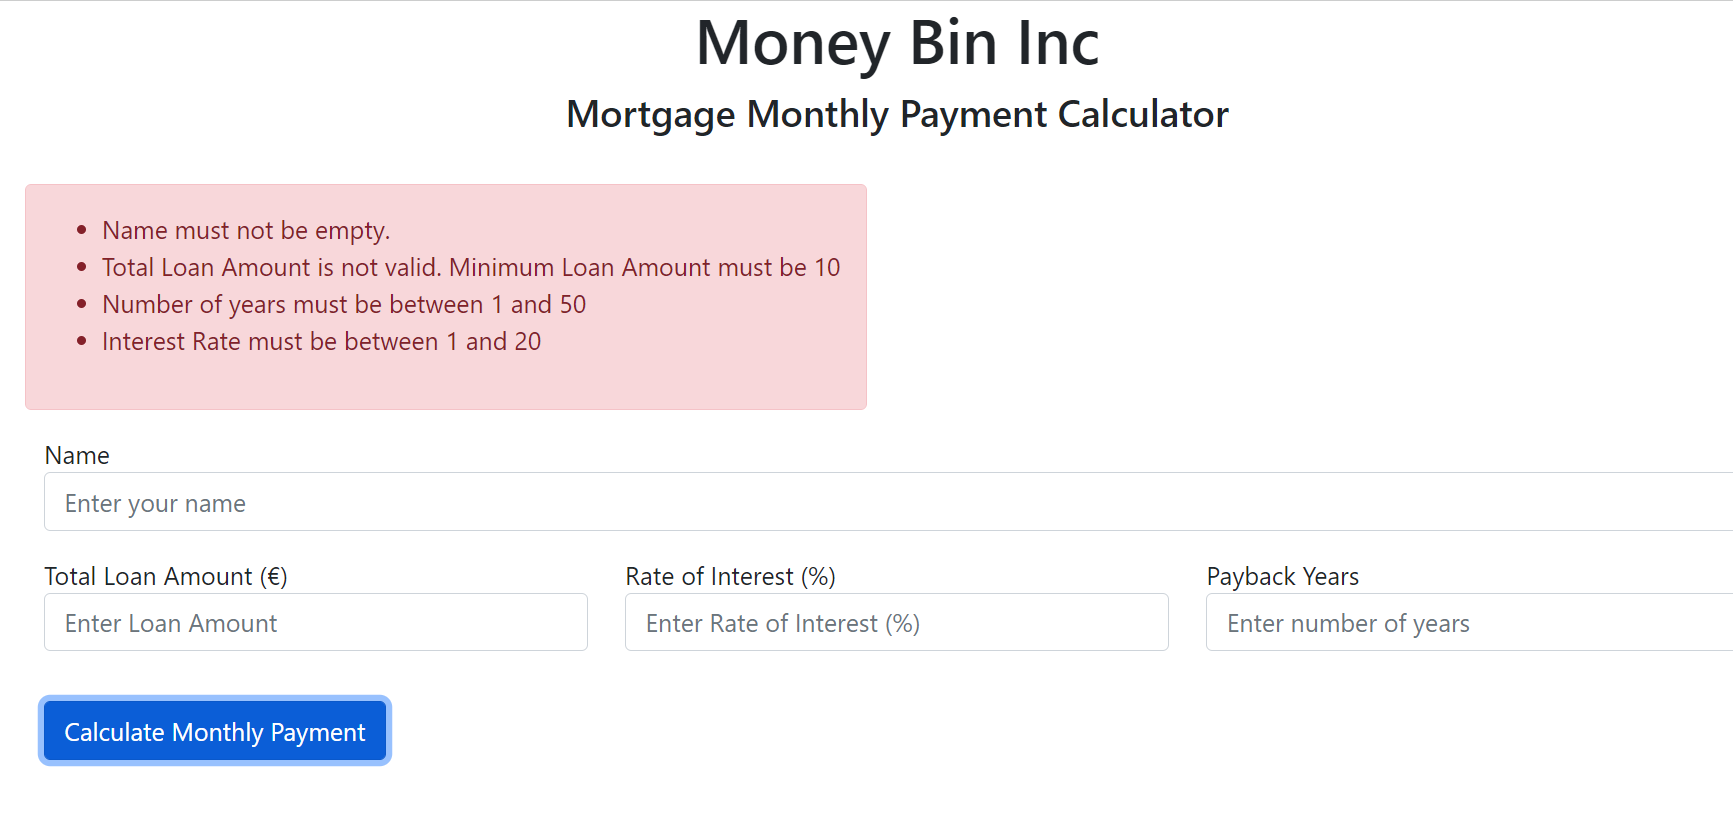 Money Bin Inc
Mortgage Monthly Payment Calculator
Name must not be empty.
Total Loan Amount is not valid. Minimum Loan Amount must be 10
Number of years must be between 1 and 50
Interest Rate must be between 1 and 20
Name
Enter your name
Total Loan Amount (€) Rate of Interest (%) Payback Years
Enter Loan Amount Enter Rate of Interest (%) Enter number of years
Calculate Monthly Payment